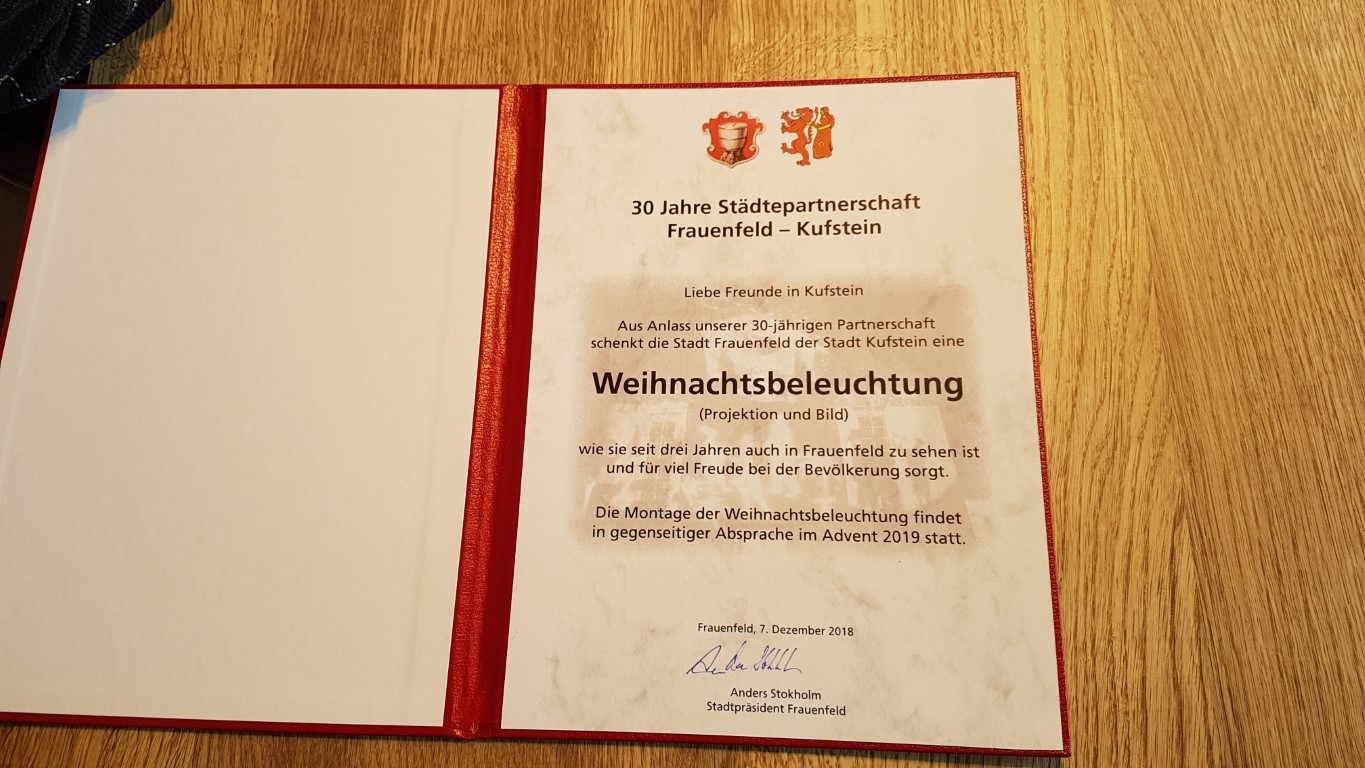 30 Jahre Städtepartnerschaft
Frauenfeld – Kufstein
Liebe Freunde in Kufstein
Aus Anlass unserer 30-jährigen Partnerschaft
schenkt die Stadt Frauenfeld der Stadt Kufstein eine
Weihnachtsbeleuchtung
(Projektion und Bild)
wie sie seit drei Jahren auch in Frauenfeld zu sehen ist
und für viel Freude bei der Bevölkerung sorgt.
Die Montage der Weihnachtsbeleuchtung findet
in gegenseitiger Absprache im Advent 2019 statt.
Frauenfeld, 7. Dezember 2018
Anders Stokholm
Stadtpräsident Frauenfeld